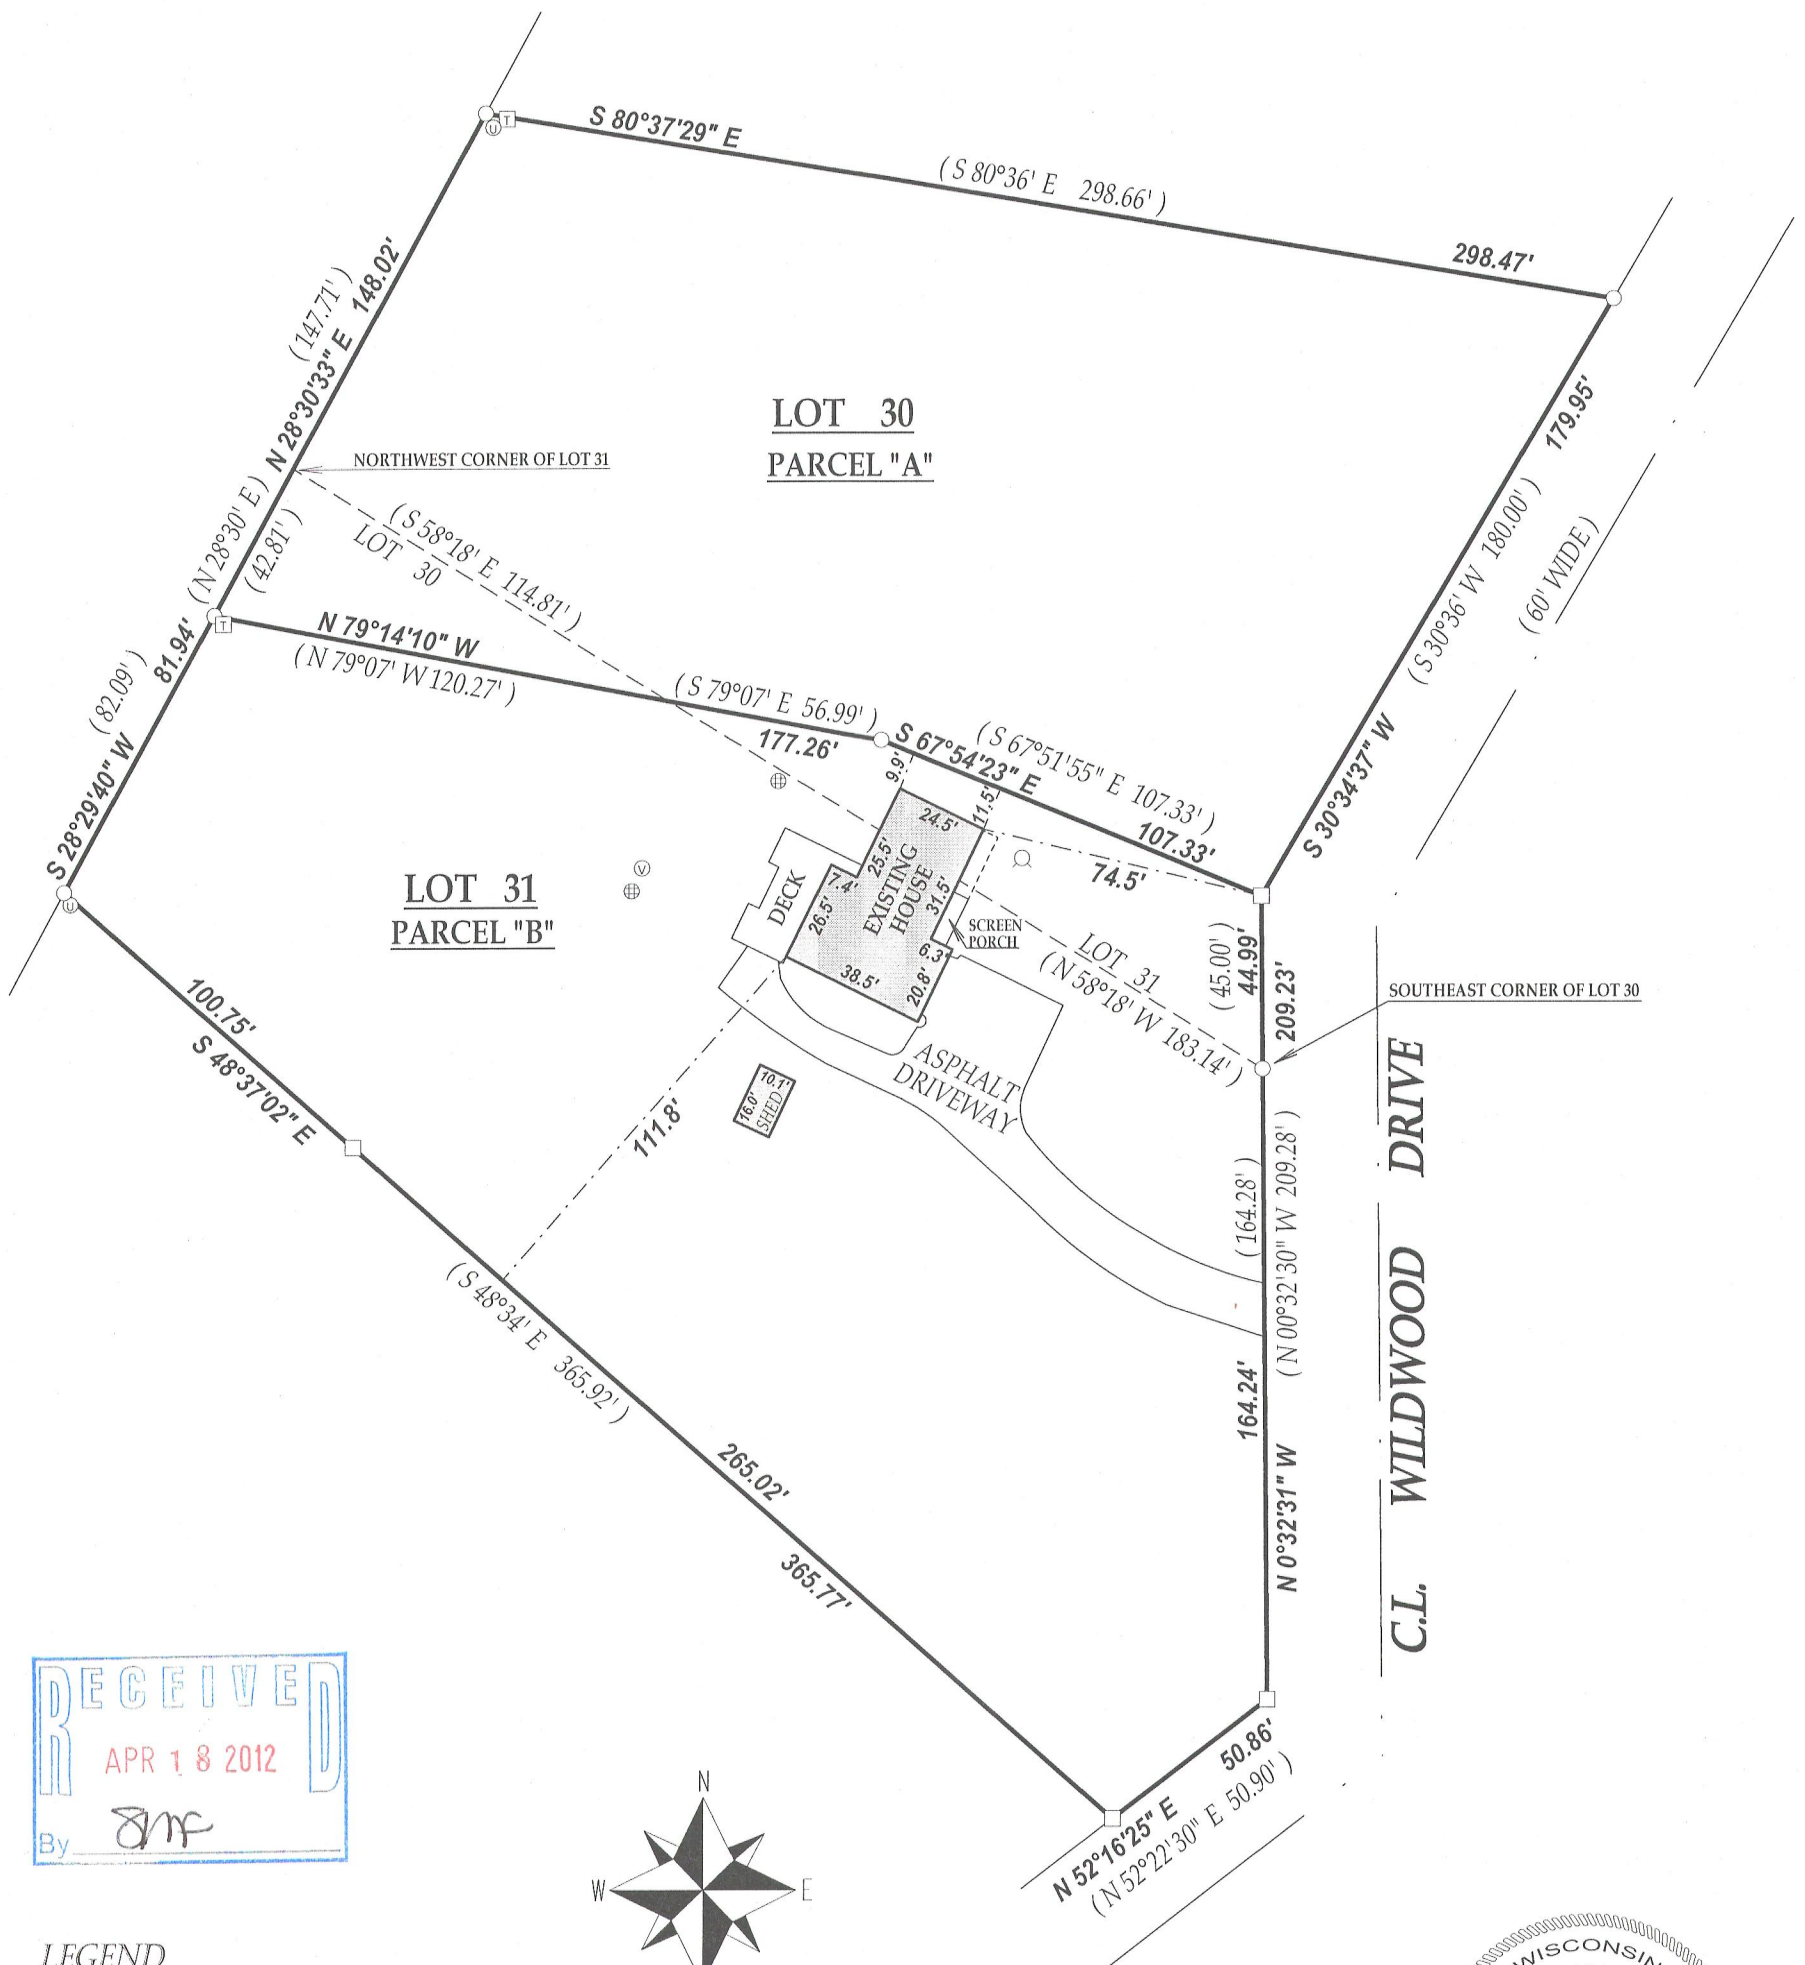 S 80°37'29" E
( S 80°36' E 298.66' )
298.47'
( 147.71' )
148.02'
N 28°30'33" E
179.95'
LOT 30
PARCEL "A"
NORTHWEST CORNER OF LOT 31
( N 28°30' E )
( 42.81' )
( S 58°18' E 114.81' )
LOT 30
( S 30°36' W 180.00' )
( 60' WIDE )
S 30°34'37" W
81.94'
( 82.09' )
S 28°29'40" W
N 79°14'10" W
( N 79°07' W 120.27' )
( S 79°07' E 56.99' )
177.26'
S 67°54'23" E
( S 67°51'55" E 107.33' )
107.33'
9.9'
11.5'
74.5'
24.5'
25.5'
7.4'
26.5'
31.5'
6.3'
38.5'
20.8'
EXISTING
HOUSE
DECK
SCREEN
PORCH
LOT 31
PARCEL "B"
LOT 31
( N 58°18' W 183.14' )
( 45.00' )
44.99'
209.23'
SOUTHEAST CORNER OF LOT 30
ASPHALT
DRIVEWAY
10.1'
16.0'
SHED
111.8'
100.75'
S 48°37'02" E
( S 48°34' E 365.92' )
265.02'
365.77'
( 164.28' )
164.24'
( N 00°32'30" W 209.28' )
N 0°32'31" W
C.L. WILDWOOD DRIVE
50.86'
N 52°16'25" E
( N 52°22'30" E 50.90' )
T
U
T
U
V
RECEIVED
APR 18 2012
By
N
W
E
LEGEND
WISCONSIN